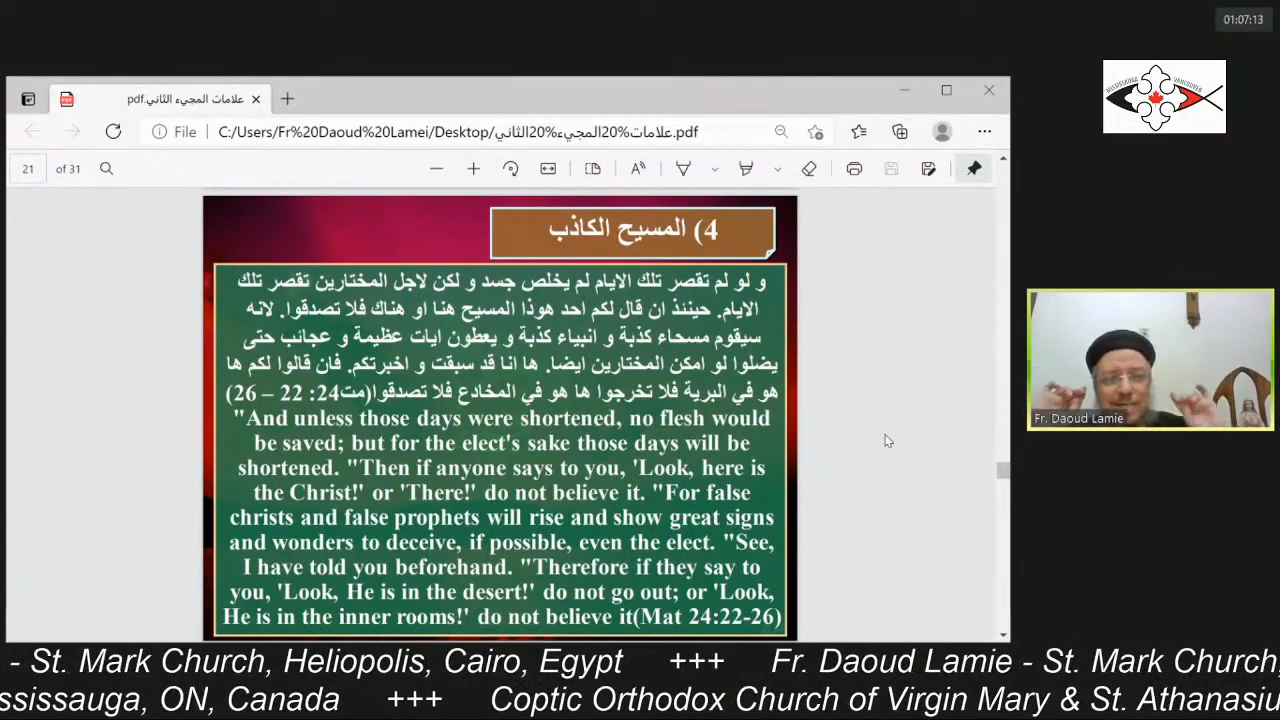 01:07:13
MISSISSAUGA VANCOUVER
علامات المجيء الثاني.pdf
File C:/Users/Fr%20Daoud%20Lamei/Desktop/علامات%20المجيء%20الثاني.pdf
21 of 31
4) المسيح الكاذب
و لو لم تقصر تلك الايام لم يخلص جسد و لكن لاجل المختارين تقصر تلك
الايام. حينئذ ان قال لكم احد هوذا المسيح هنا او هناك فلا تصدقوا. لانه
سيقوم مسحاء كذبة و انبياء كذبة و يعطون ايات عظيمة و عجائب حتى
يضلوا لو امكن المختارين ايضا. ها انا قد سبقت و اخبرتكم. فان قالوا لكم ها
هو في البرية فلا تخرجوا ها هو في المخادع فلا تصدقوا(مت24: 22 – 26)
"And unless those days were shortened, no flesh would
be saved; but for the elect's sake those days will be
shortened. "Then if anyone says to you, 'Look, here is
the Christ!' or 'There!' do not believe it. "For false
christs and false prophets will rise and show great signs
and wonders to deceive, if possible, even the elect. "See,
I have told you beforehand. "Therefore if they say to
you, 'Look, He is in the desert!' do not go out; or 'Look,
He is in the inner rooms!' do not believe it(Mat 24:22-26)
Fr. Daoud Lamie
- St. Mark Church, Heliopolis, Cairo, Egypt +++ Fr. Daoud Lamie - St. Mark Church,
ssissauga, ON, Canada +++ Coptic Orthodox Church of Virgin Mary & St. Athanasiu